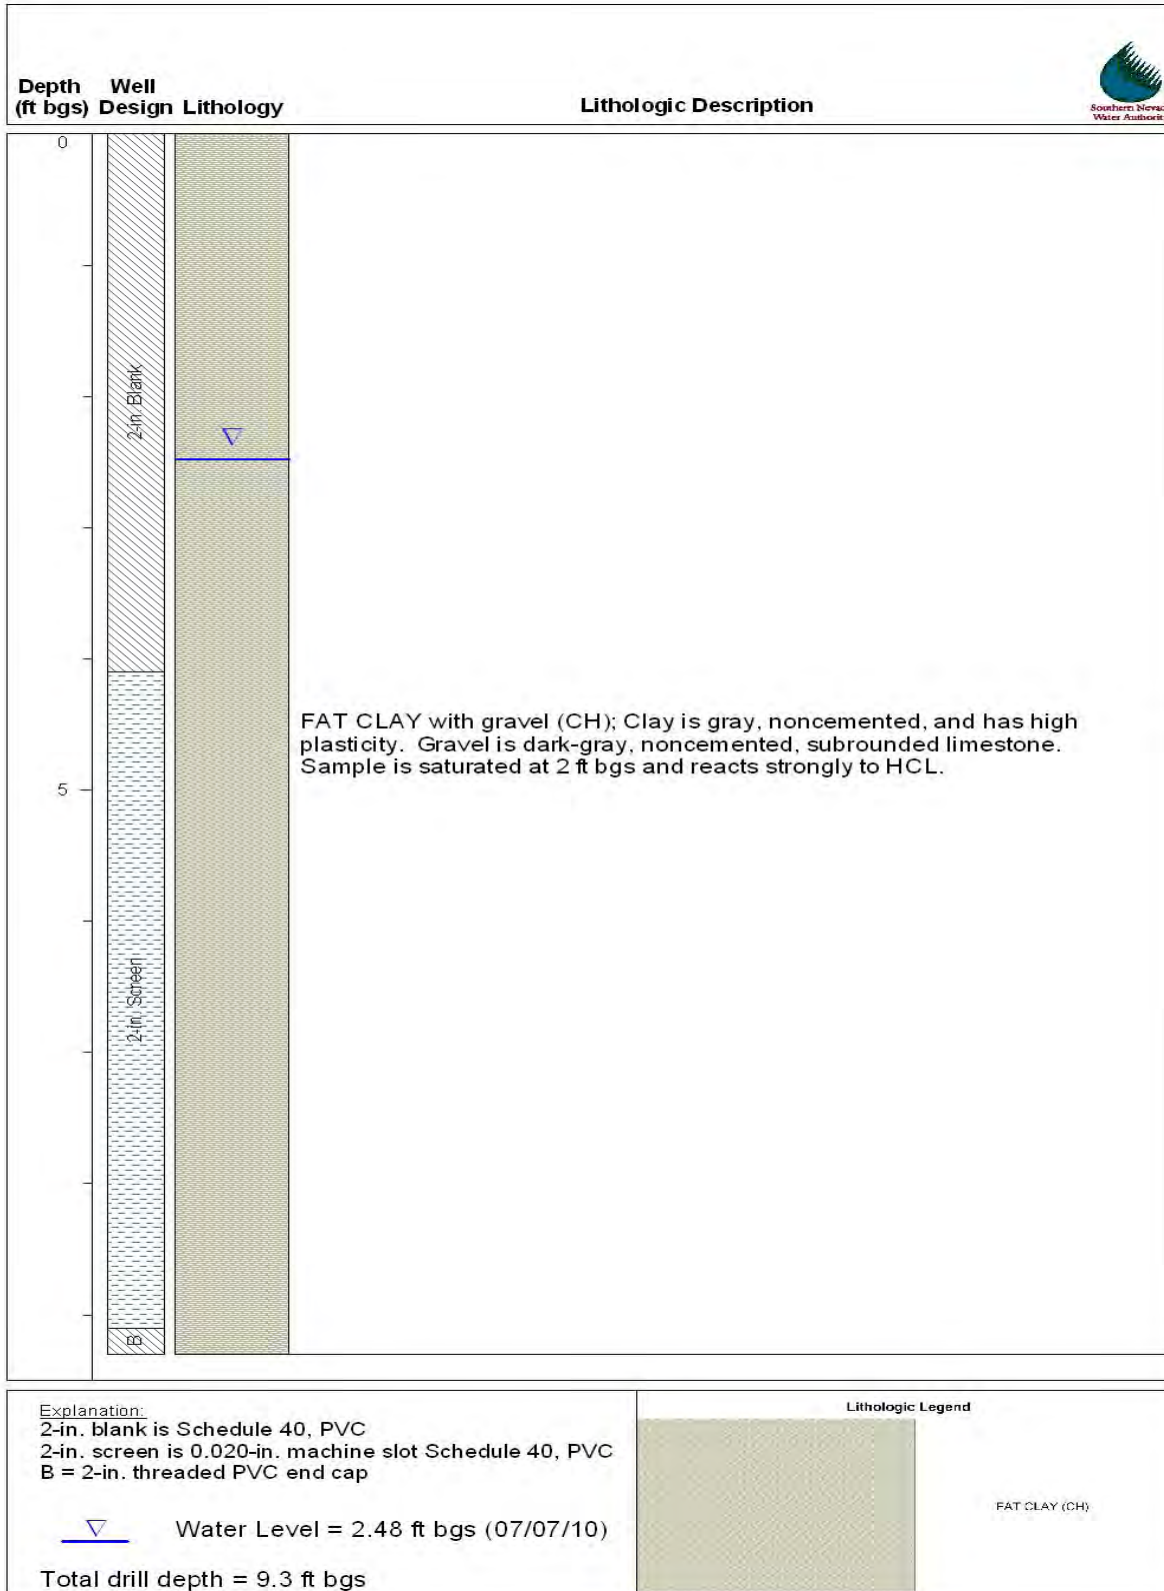 Depth Well
(ft bgs) Design Lithology Lithologic Description
Southern
Water
0
2-in. Blank
FAT CLAY with gravel (CH); Clay is gray, noncemented, and has high
plasticity. Gravel is dark-gray, noncemented, subrounded limestone.
Sample is saturated at 2 ft bgs and reacts strongly to HCL.
5
2-in. Screen
B
Explanation:
2-in. blank is Schedule 40, PVC
2-in. screen is 0.020-in. machine slot Schedule 40, PVC
B = 2-in. threaded PVC end cap
Water Level = 2.48 ft bgs (07/07/10)
Total drill depth = 9.3 ft bgs
Lithologic Legend
FAT CLAY (CH)